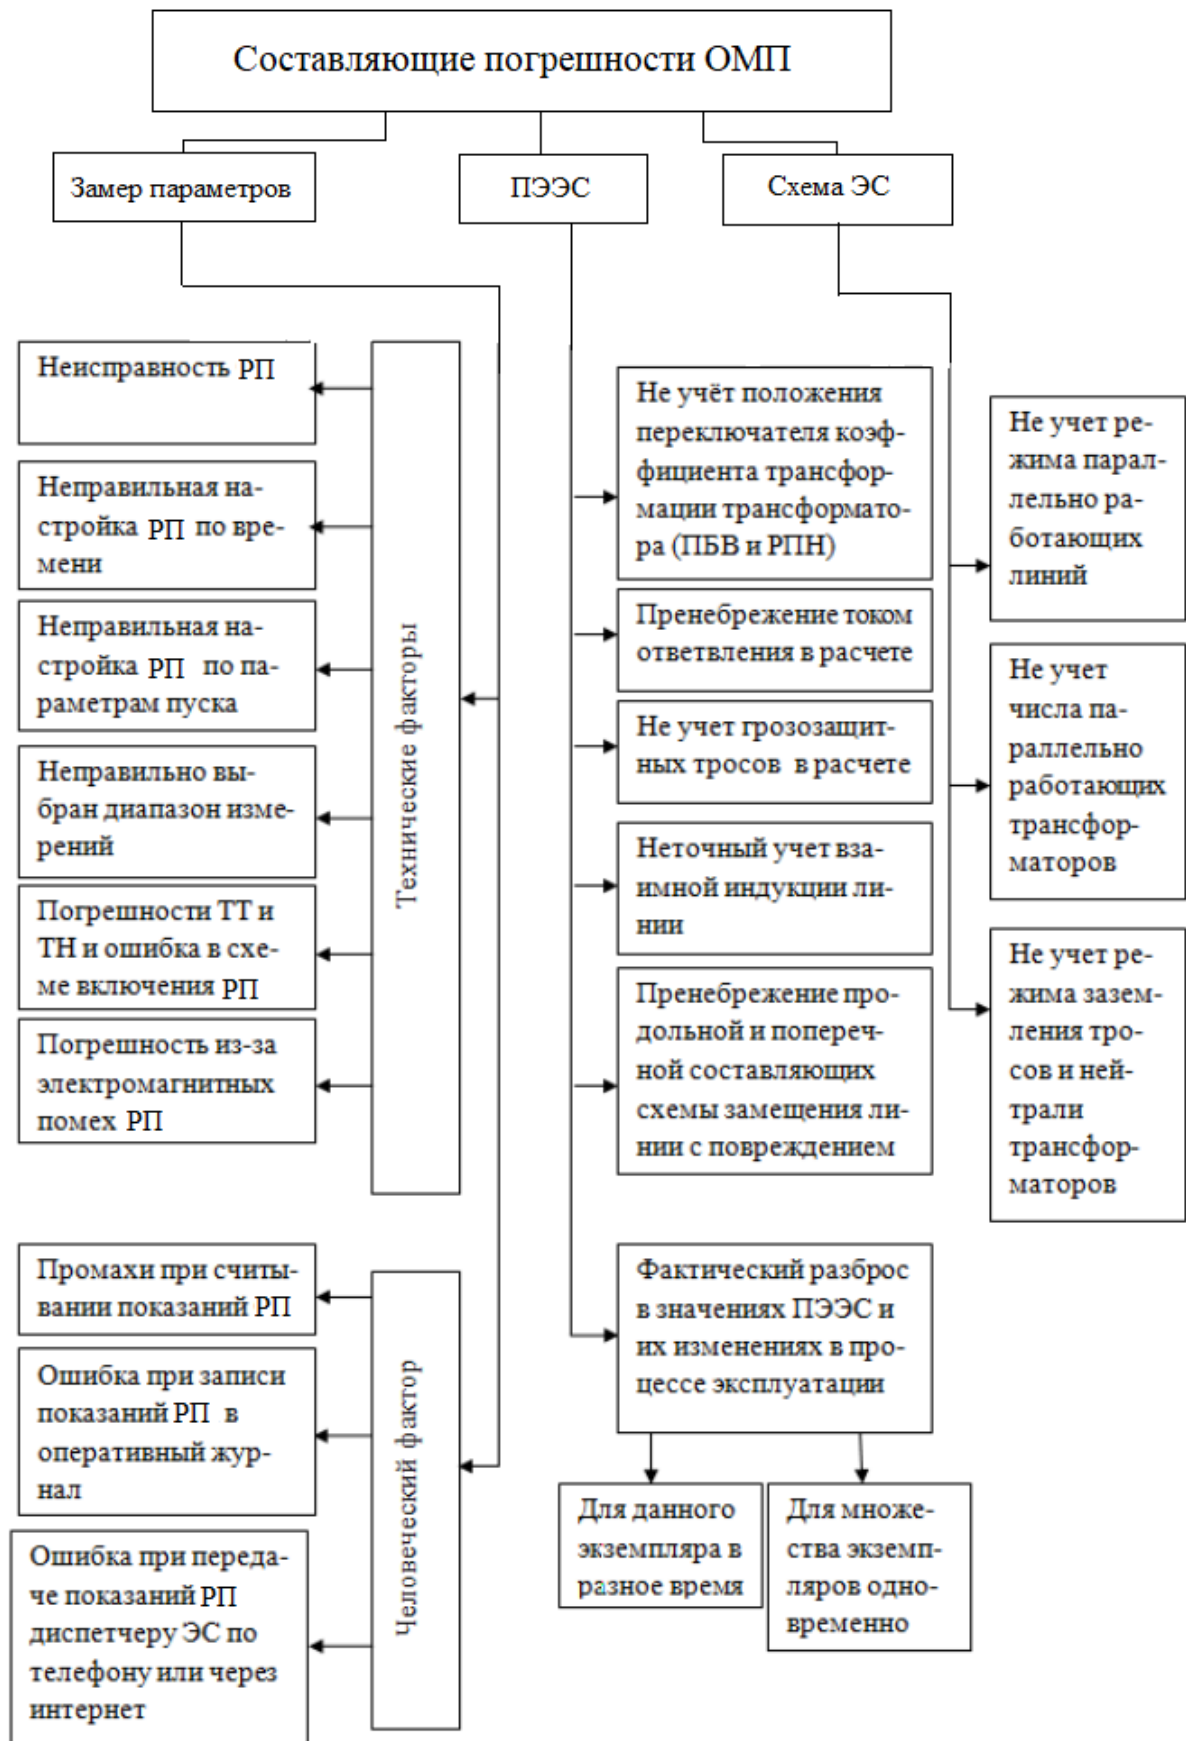 Составляющие погрешности ОМП
Замер параметров
ПЭЭС
Схема ЭС
Неисправность РП
Неправильная на-
стройка РП по вре-
мени
Неправильная на-
стройка РП по па-
раметрам пуска
Неправильно вы-
бран диапазон изме-
рений
Погрешности ТТ и
ТН и ошибка в схе-
ме включения РП
Погрешность из-за
электромагнитных
помех РП
Технические факторы
Промахи при считы-
вании показаний РП
Ошибка при записи
показаний РП в
оперативный жур-
нал
Ошибка при переда-
че показаний РП
диспетчеру ЭС по
телефону или через
интернет
Человеческий фактор
Не учёт положения
переключателя коэф-
фициента трансфор-
мации трансформато-
ра (ПБВ и РПН)
Пренебрежение током
ответвления в расчете
Не учет грозозащит-
ных тросов в расчете
Неточный учет вза-
имной индукции ли-
нии
Пренебрежение про-
дольной и попереч-
ной составляющих
схемы замещения ли-
нии с повреждением
Фактический разброс
в значениях ПЭЭС и
их изменениях в про-
цессе эксплуатации
Для данного
экземпляра в
разное время
Для множе-
ства экземп-
ляров одно-
временно
Не учет ре-
жима парал-
лельно ра-
ботающих
линий
Не учет
числа па-
раллельно
работающих
трансфор-
маторов
Не учет ре-
жима зазем-
ления тро-
сов и ней-
трали
трансфор-
маторов